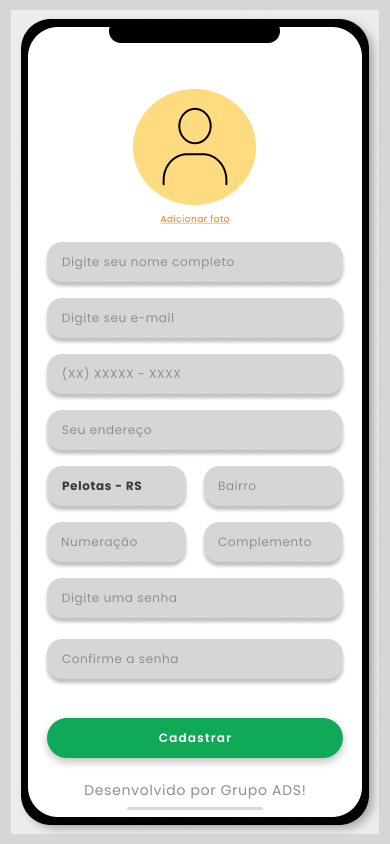 Adicionar foto
Digite seu nome completo
Digite seu e-mail
(XX) XXXXX - XXXX
Seu endereço
Pelotas - RS
Bairro
Numeração
Complemento
Digite uma senha
Confirme a senha
Cadastrar
Desenvolvido por Grupo ADS!